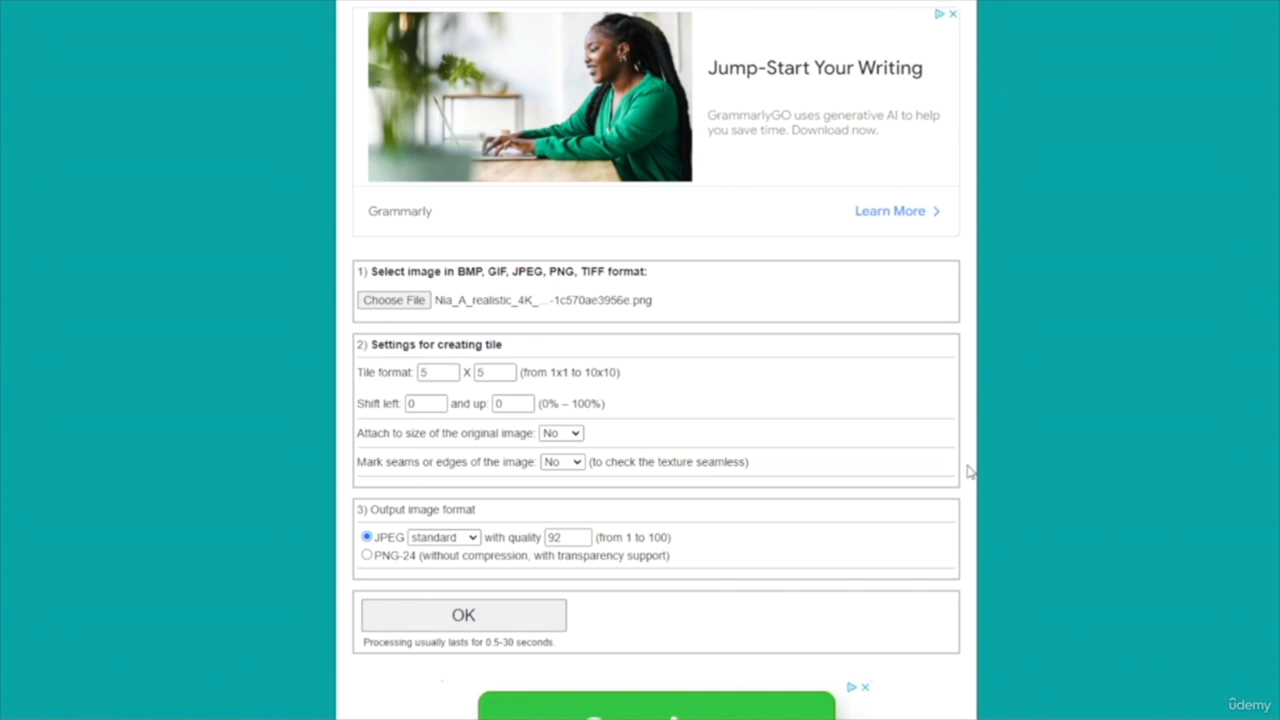 Jump-Start Your Writing
GrammarlyGO uses generative AI to help
you save time. Download now.
Grammarly
Learn More
1) Select image in BMP, GIF, JPEG, PNG, TIFF format:
Choose File Nia_A_realistic_4K_...-1c570ae3956e.png
2) Settings for creating tile
Tile format: 5 X 5 (from 1x1 to 10x10)
Shift left: 0 and up: 0 (0% – 100%)
Attach to size of the original image: No
Mark seams or edges of the image: No (to check the texture seamless)
3) Output image format
JPEG standard with quality 92 (from 1 to 100)
PNG-24 (without compression, with transparency support)
OK
Processing usually lasts for 0.5-30 seconds.
ûdemy